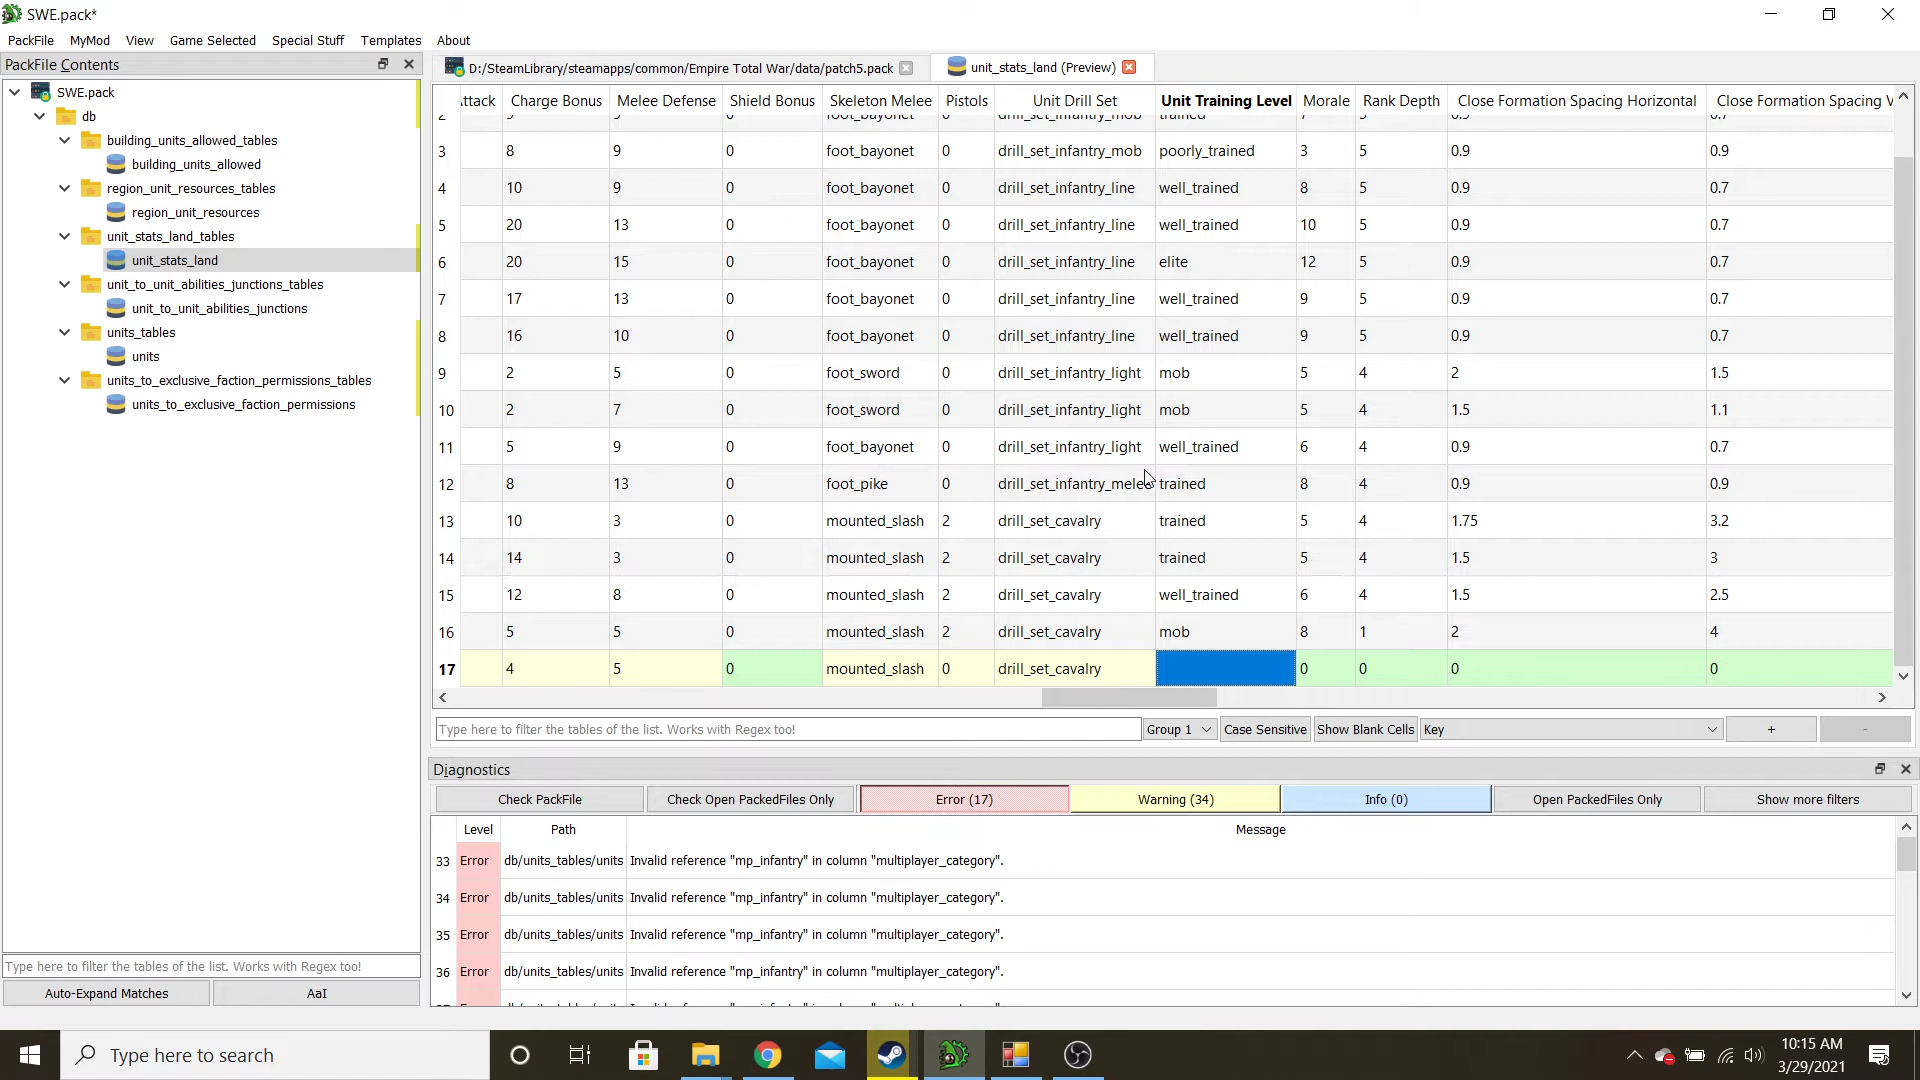 SWE.pack*
PackFile MyMod View Game Selected Special Stuff Templates About
PackFile Contents
SWE.pack
db
building_units_allowed_tables
building_units_allowed
region_unit_resources_tables
region_unit_resources
unit_stats_land_tables
unit_stats_land
unit_to_unit_abilities_junctions_tables
unit_to_unit_abilities_junctions
units_tables
units
units_to_exclusive_faction_permissions_tables
units_to_exclusive_faction_permissions
Type here to filter the tables of the list. Works with Regex too!
Auto-Expand Matches AaI
D:/SteamLibrary/steamapps/common/Empire Total War/data/patch5.pack unit_stats_land (Preview)
ttack Charge Bonus Melee Defense Shield Bonus Skeleton Melee Pistols Unit Drill Set Unit Training Level Morale Rank Depth Close Formation Spacing Horizontal Close Formation Spacing V
3 8 9 0 foot_bayonet 0 drill_set_infantry_mob poorly_trained 3 5 0.9 0.9
4 10 9 0 foot_bayonet 0 drill_set_infantry_line well_trained 8 5 0.9 0.7
5 20 13 0 foot_bayonet 0 drill_set_infantry_line well_trained 10 5 0.9 0.7
6 20 15 0 foot_bayonet 0 drill_set_infantry_line elite 12 5 0.9 0.7
7 17 13 0 foot_bayonet 0 drill_set_infantry_line well_trained 9 5 0.9 0.7
8 16 10 0 foot_bayonet 0 drill_set_infantry_line well_trained 9 5 0.9 0.7
9 2 5 0 foot_sword 0 drill_set_infantry_light mob 5 4 2 1.5
10 2 7 0 foot_sword 0 drill_set_infantry_light mob 5 4 1.5 1.1
11 5 9 0 foot_bayonet 0 drill_set_infantry_light well_trained 6 4 0.9 0.7
12 8 13 0 foot_pike 0 drill_set_infantry_melee trained 8 4 0.9 0.9
13 10 3 0 mounted_slash 2 drill_set_cavalry trained 5 4 1.75 3.2
14 14 3 0 mounted_slash 2 drill_set_cavalry trained 5 4 1.5 3
15 12 8 0 mounted_slash 2 drill_set_cavalry well_trained 6 4 1.5 2.5
16 5 5 0 mounted_slash 2 drill_set_cavalry mob 8 1 2 4
17 4 5 0 mounted_slash 0 drill_set_cavalry 0 0 0 0
Type here to filter the tables of the list. Works with Regex too! Group 1 Case Sensitive Show Blank Cells Key + -
Diagnostics
Check PackFile Check Open PackedFiles Only Error (17) Warning (34) Info (0) Open PackedFiles Only Show more filters
Level Path Message
33 Error db/units_tables/units Invalid reference "mp_infantry" in column "multiplayer_category".
34 Error db/units_tables/units Invalid reference "mp_infantry" in column "multiplayer_category".
35 Error db/units_tables/units Invalid reference "mp_infantry" in column "multiplayer_category".
36 Error db/units_tables/units Invalid reference "mp_infantry" in column "multiplayer_category".
Type here to search
10:15 AM
3/29/2021